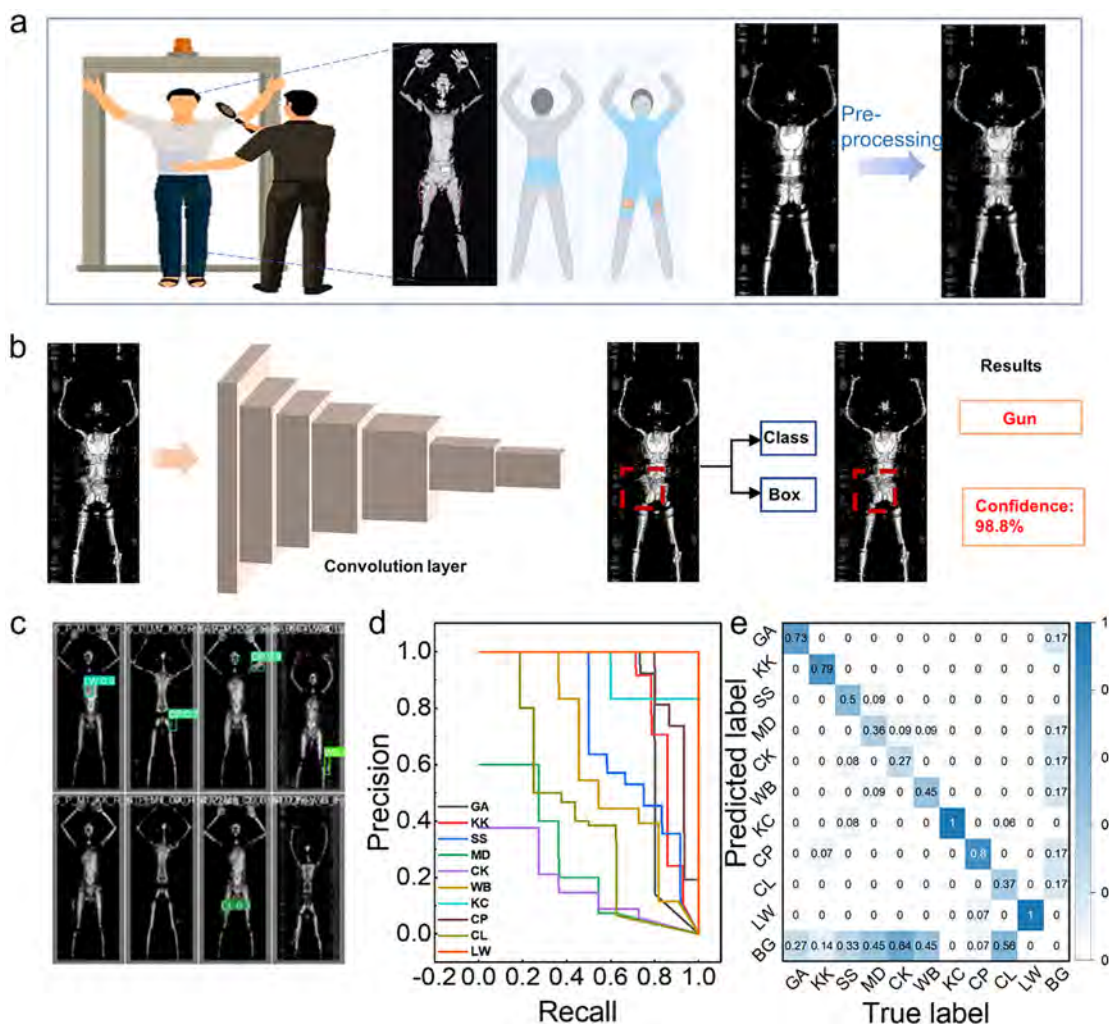 a
Pre-
processing
b
Convolution layer
Class
Box
Results
Gun
Confidence:
98.8%
c
d
Precision
1.0
0.8
0.6
0.4
0.2
0.0
GA
KK
SS
MD
CK
WB
KC
CP
CL
LW
-0.2 0.0 0.2 0.4 0.6 0.8 1.0
Recall
e
Predicted label
GA 0.73 0 0 0 0 0 0 0 0 0 0.17
KK 0 0.79 0 0 0 0 0 0 0 0 0
SS 0 0 0.5 0.09 0 0 0 0 0 0 0
MD 0 0 0 0.36 0.09 0.09 0 0 0 0 0.17
CK 0 0 0.08 0 0.27 0 0 0 0 0 0.17
WB 0 0 0 0.09 0 0.45 0 0 0 0 0.17
KC 0 0 0.08 0 0 0 1 0 0.06 0 0
CP 0 0.07 0 0 0 0 0 0.8 0 0 0.17
CL 0 0 0 0 0 0 0 0 0.37 0 0.17
LW 0 0 0 0 0 0 0 0.07 0 1 0
BG 0.27 0.14 0.33 0.45 0.64 0.45 0 0.07 0.56 0 0
GA KK SS MD CK WB KC CP CL LW BG
True label
1
0
0
0
0
0